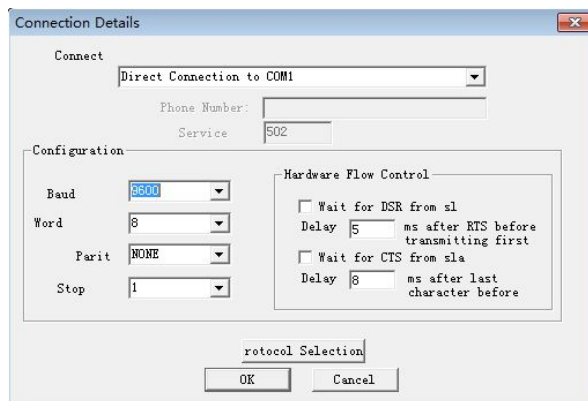 Connection Details
Connect
Direct Connection to COM1
Phone Number:
Service
502
Configuration
Baud
9600
Word
8
Parit
NONE
Stop
1
Hardware Flow Control
Wait for DSR from sl
Delay 5 ms after RTS before
transmitting first
Wait for CTS from sla
Delay 8 ms after last
character before
rotocol Selection
OK
Cancel